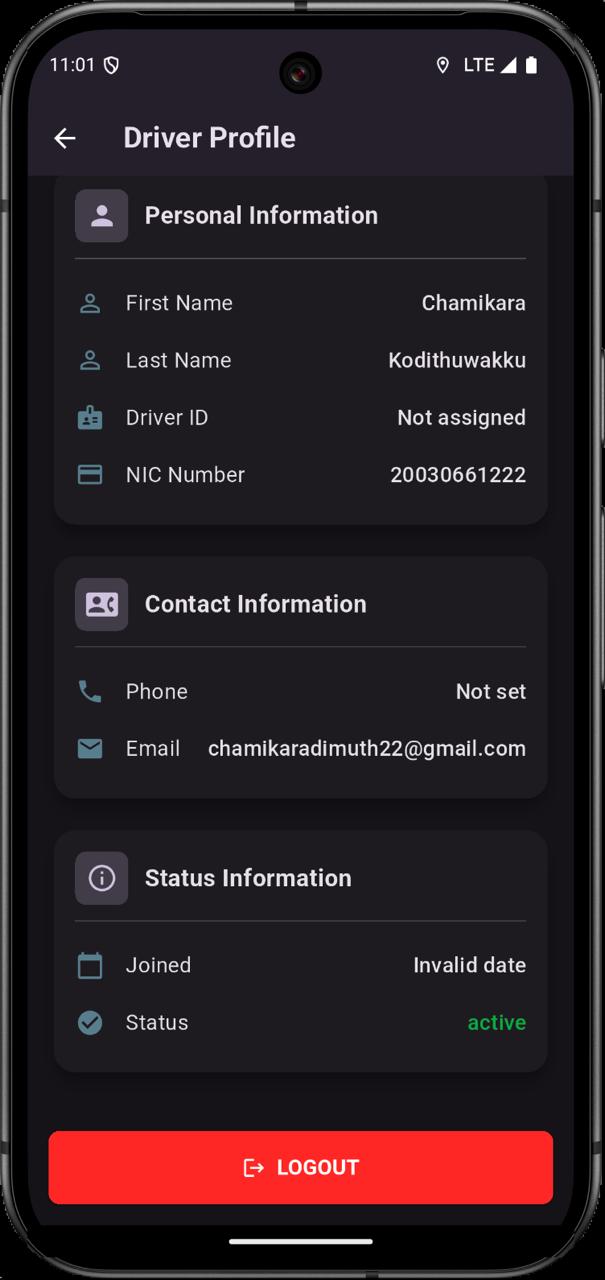 11:01 LTE
Driver Profile
Personal Information
First Name Chamikara
Last Name Kodithuwakku
Driver ID Not assigned
NIC Number 20030661222
Contact Information
Phone Not set
Email chamikaradimuth22@gmail.com
Status Information
Joined Invalid date
Status active
LOGOUT